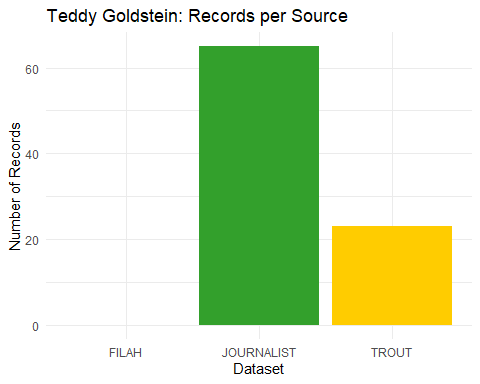 Teddy Goldstein: Records per Source
Number of Records
60
40
20
0
FILAH JOURNALIST TROUT
Dataset